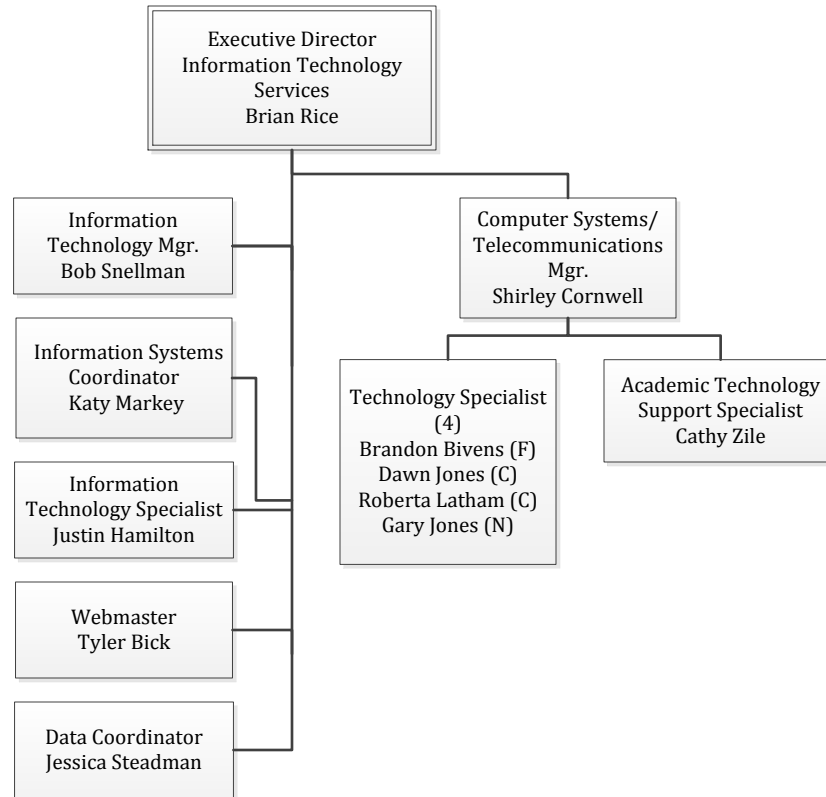 Executive Director
Information Technology
Services
Brian Rice
Information
Technology Mgr.
Bob Snellman
Computer Systems/
Telecommunications
Mgr.
Shirley Cornwell
Information Systems
Coordinator
Katy Markey
Technology Specialist
(4)
Brandon Bivens (F)
Dawn Jones (C)
Roberta Latham (C)
Gary Jones (N)
Academic Technology
Support Specialist
Cathy Zile
Information
Technology Specialist
Justin Hamilton
Webmaster
Tyler Bick
Data Coordinator
Jessica Steadman